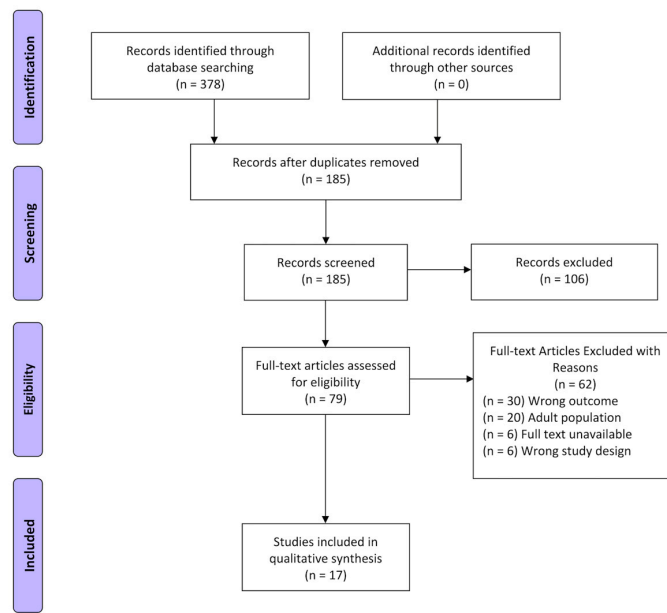 Identification
Records identified through
database searching
(n = 378)
Additional records identified
through other sources
(n = 0)
Records after duplicates removed
(n = 185)
Screening
Records screened
(n = 185)
Records excluded
(n = 106)
Eligibility
Full-text articles assessed
for eligibility
(n = 79)
Full-text Articles Excluded with
Reasons
(n = 62)
(n = 30) Wrong outcome
(n = 20) Adult population
(n = 6) Full text unavailable
(n = 6) Wrong study design
Included
Studies included in
qualitative synthesis
(n = 17)